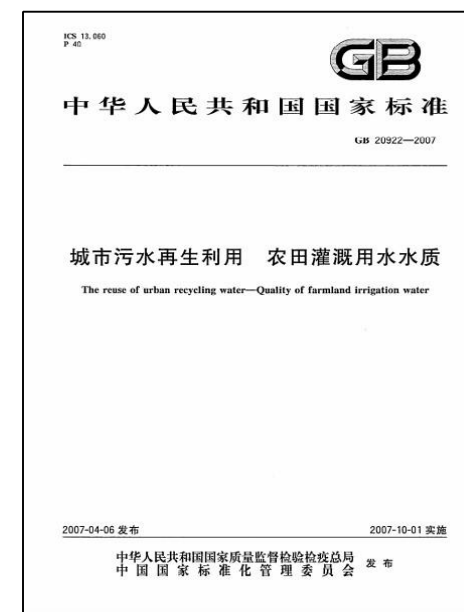 ICS 13.060
P 40
GB
中华人民共和国国家标准
GB 20922—2007
城市污水再生利用 农田灌溉用水水质
The reuse of urban recycling water—Quality of farmland irrigation water
2007-04-06 发布 2007-10-01 实施
中华人民共和国国家质量监督检验检疫总局
中国国家标准化管理委员会 发布